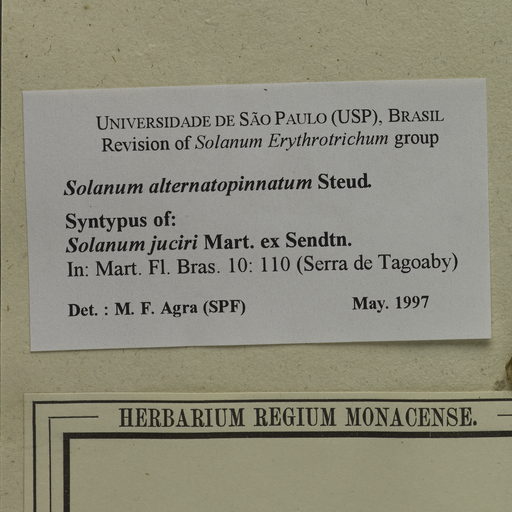 UNIVERSIDADE DE SÃO PAULO (USP), BRASIL
Revision of Solanum Erythrotrichum group
Solanum alternatopinnatum Steud.
Syntypus of:
Solanum juciri Mart. ex Sendtn.
In: Mart. Fl. Bras. 10: 110 (Serra de Tagoaby)
Det. : M. F. Agra (SPF) May. 1997
HERBARIUM REGIUM MONACENSE.